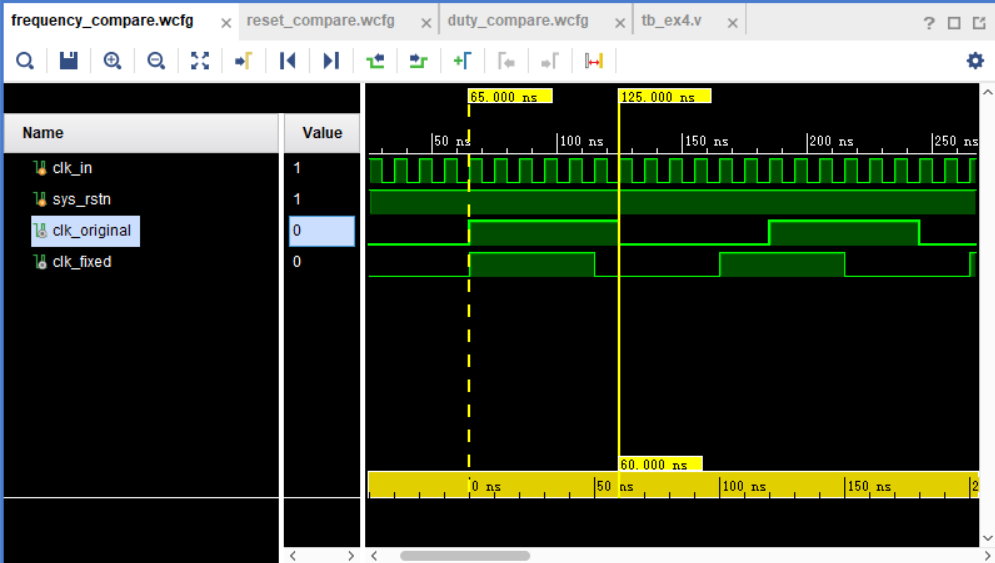 frequency_compare.wcfg × reset_compare.wcfg × duty_compare.wcfg × tb_ex4.v ×
?
65.000 ns 125.000 ns
Name Value
50 ns 100 ns 150 ns 200 ns 250 ns
clk_in 1
sys_rstn 1
clk_original 0
clk_fixed 0
60.000 ns
0 ns 50 ns 100 ns 150 ns 2